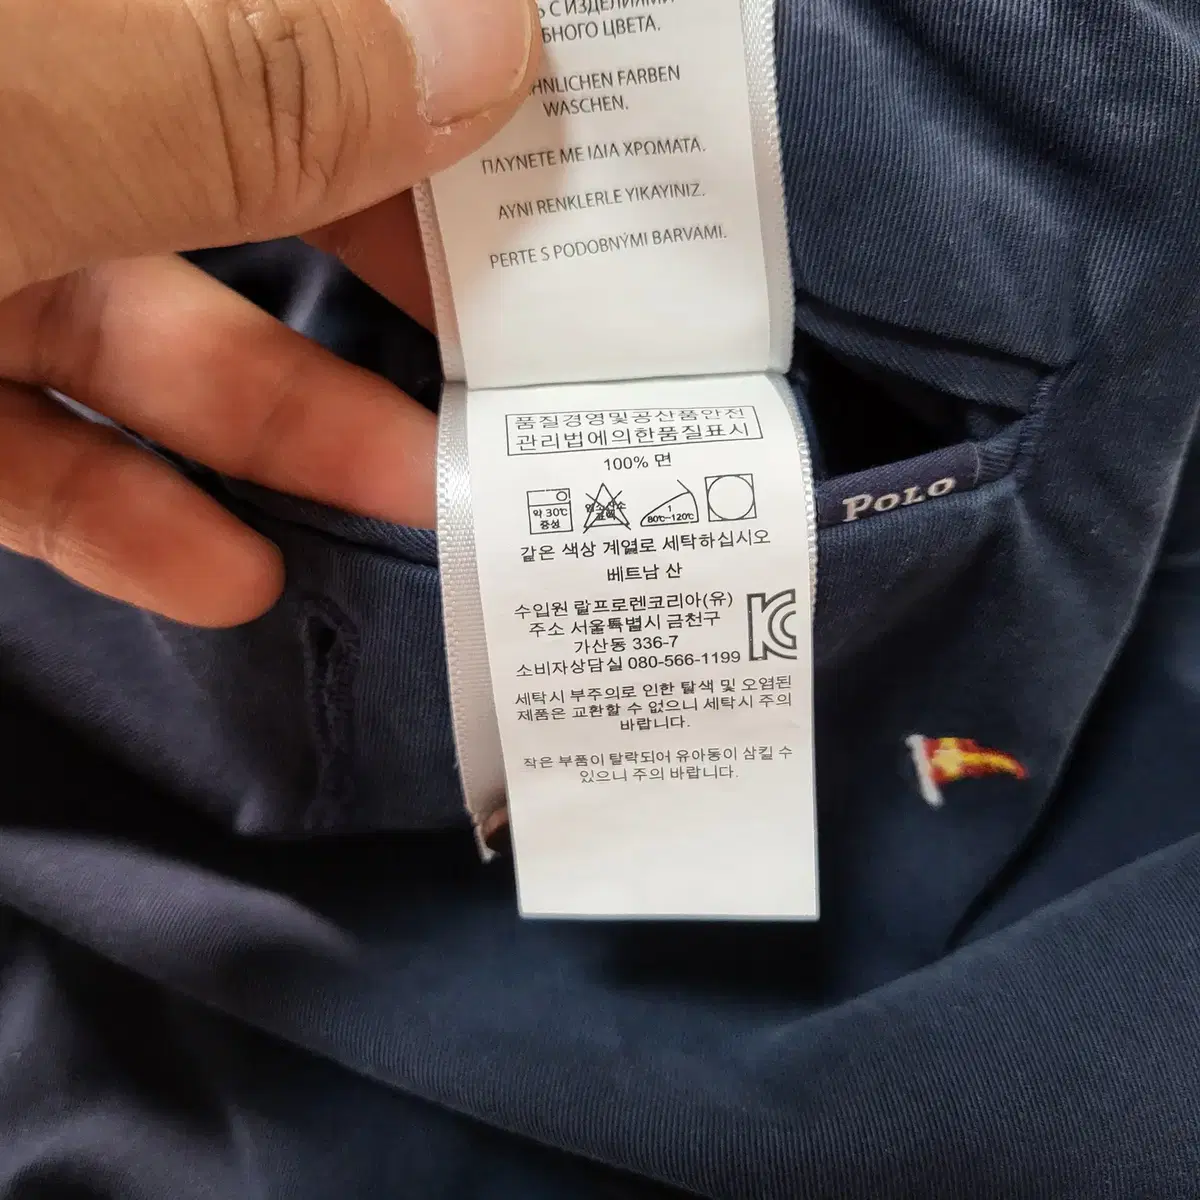 С ИЗДЕЛИЯМИ
ЦВЕТА.
FARBEN
WASCHEN.
ΠΛΥΝΕΤΕ ΜΕ ΙΔΙΑ ΧΡΩΜΑΤΑ.
AYNI RENKLERLE YIKAYINIZ.
PERTE S PODOBNÝMI BARVAMI.
품질경영및공산품안전
관리법에의한품질표시
100% 면
약 30℃
중성
표백
1
80℃~120℃
같은 색상 계열로 세탁하십시오
베트남 산
수입원 랄프로렌코리아(유)
주소 서울특별시 금천구
가산동 336-7
소비자상담실 080-566-1199
세탁시 부주의로 인한 탈색 및 오염된
제품은 교환할 수 없으니 세탁시 주의
바랍니다.
작은 부품이 탈락되어 유아동이 삼킬 수
있으니 주의 바랍니다.
POLO